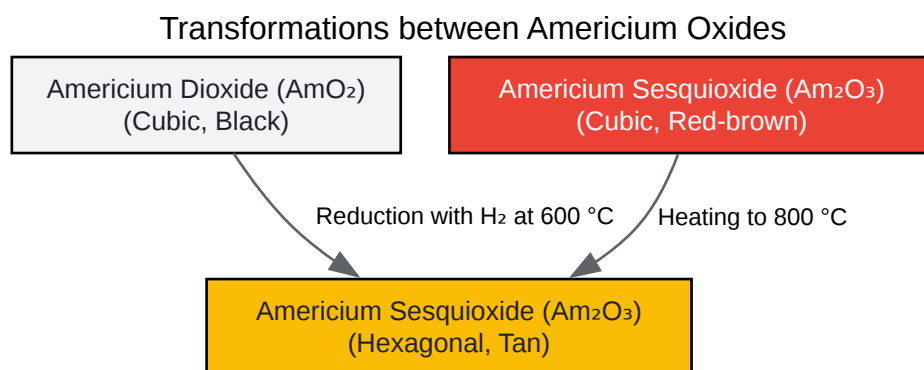 Transformations between Americium Oxides
Americium Dioxide (AmO₂)
(Cubic, Black)
Americium Sesquioxide (Am₂O₃)
(Cubic, Red-brown)
Reduction with H₂ at 600 °C
Heating to 800 °C
Americium Sesquioxide (Am₂O₃)
(Hexagonal, Tan)